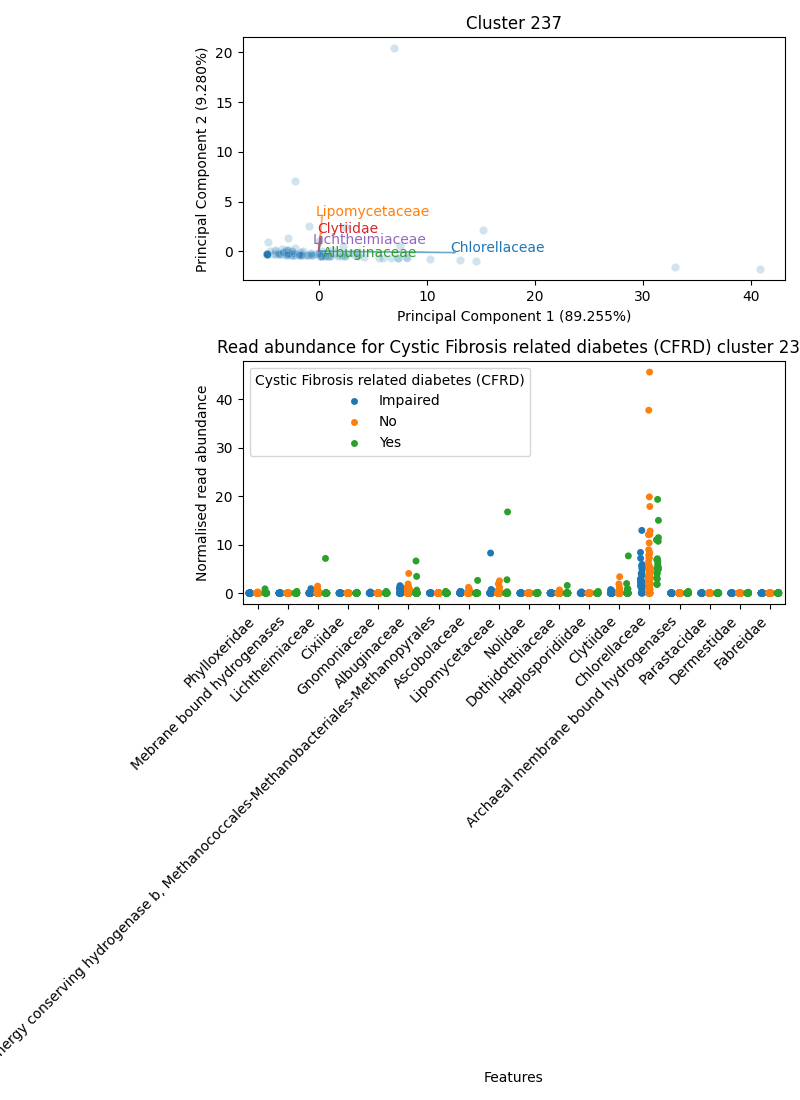 Cluster 237
Principal Component 2 (9.280%)
20
15
10
5
0
Lipomycetaceae
Clytiidae
Lichtheimiaceae
Chlorellaceae
Albuginaceae
0
10
20
30
40
Principal Component 1 (89.255%)
Read abundance for Cystic Fibrosis related diabetes (CFRD) cluster 23
Normalised read abundance
40
30
20
10
0
Cystic Fibrosis related diabetes (CFRD)
Impaired
No
Yes
Phylloxeridae
Mebrane bound hydrogenases
Lichtheimiaceae
Cixiidae
Gnomoniaceae
Albuginaceae
conserving hydrogenase b, Methanococcales-Methanobacteriales-Methanopyrales
Ascobolaceae
Lipomycetaceae
Nolidae
Dothidotthiaceae
Haplosporidiidae
Clytiidae
Chlorellaceae
Archaeal membrane bound hydrogenases
Parastacidae
Dermestidae
Fabreidae
Features